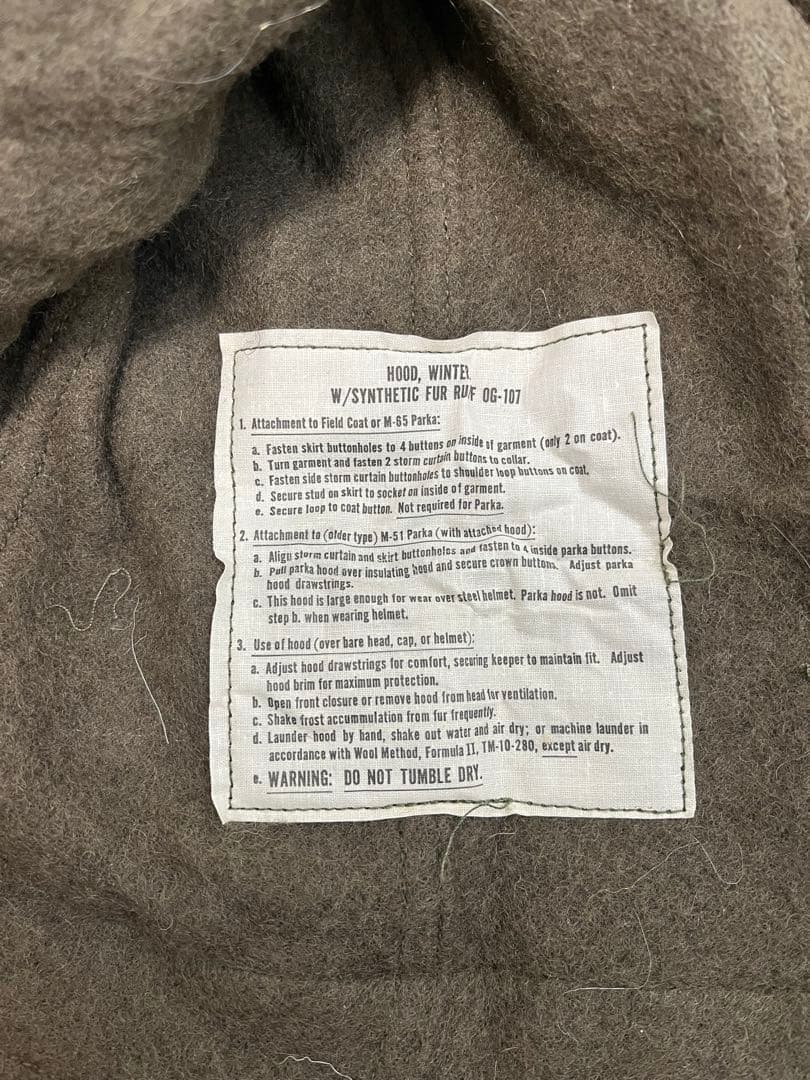 HOOD, WINTER
W/SYNTHETIC FUR RUFF OG-107
1. Attachment to Field Coat or M-65 Parka:
a. Fasten skirt buttonholes to 4 buttons on inside of garment (only 2 on coat).
b. Turn garment and fasten 2 storm curtain buttons to collar.
c. Fasten side storm curtain buttonholes to shoulder loop buttons on coat.
d. Secure stud on skirt to socket on inside of garment.
e. Secure loop to coat button. Not required for Parka.
2. Attachment to (older type) M-51 Parka (with attached hood):
a. Align storm curtain and skirt buttonholes and fasten to 4 inside parka buttons.
b. Pull parka hood over insulating hood and secure crown buttons. Adjust parka
hood drawstrings.
c. This hood is large enough for wear over steel helmet. Parka hood is not. Omit
step b. when wearing helmet.
3. Use of hood (over bare head, cap, or helmet):
a. Adjust hood drawstrings for comfort, securing keeper to maintain fit. Adjust
hood brim for maximum protection.
b. Open front closure or remove hood from head for ventilation.
c. Shake frost accummulation from fur frequently.
d. Launder hood by hand, shake out water and air dry; or machine launder in
accordance with Wool Method, Formula II, TM-10-280, except air dry.
e. WARNING: DO NOT TUMBLE DRY.